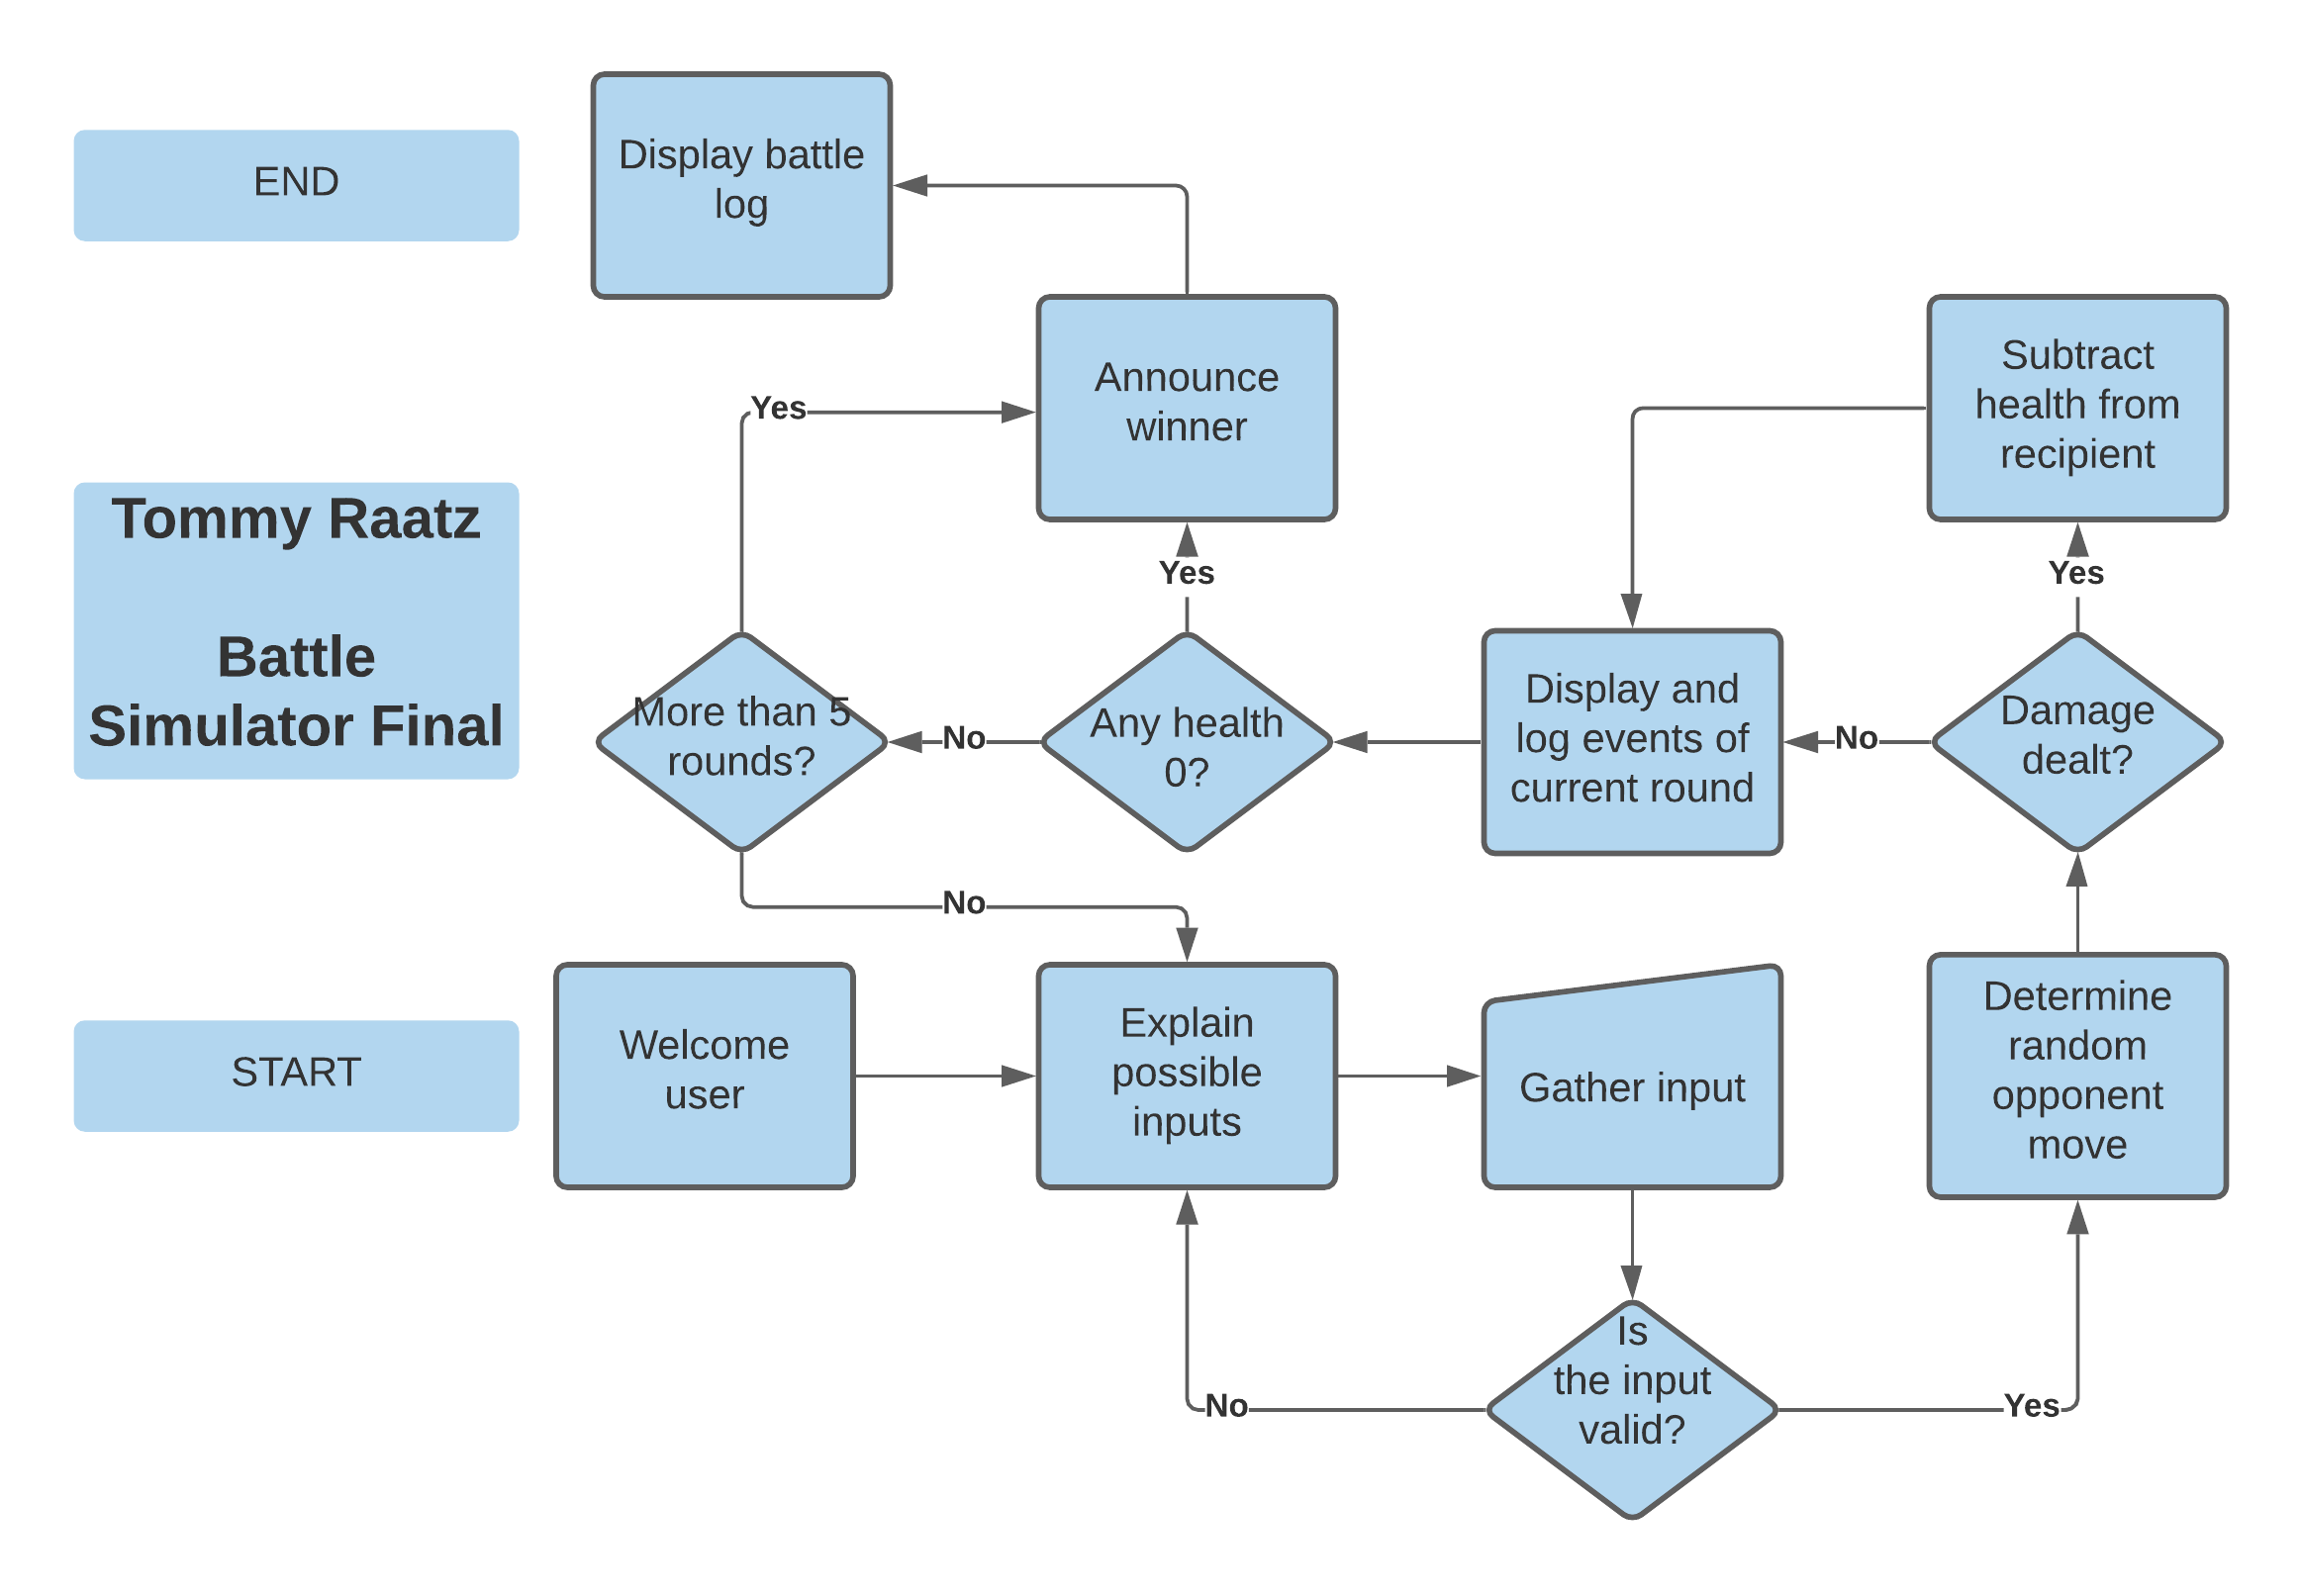 END
Display battle
log
Announce
winner
Subtract
health from
recipient
Yes
Tommy Raatz
Battle
Simulator Final
Yes
Yes
More than 5
rounds?
No
Any health
0?
Display and
log events of
current round
No
Damage
dealt?
No
START
Welcome
user
Explain
possible
inputs
Gather input
Determine
random
opponent
move
Is
the input
valid?
No
Yes